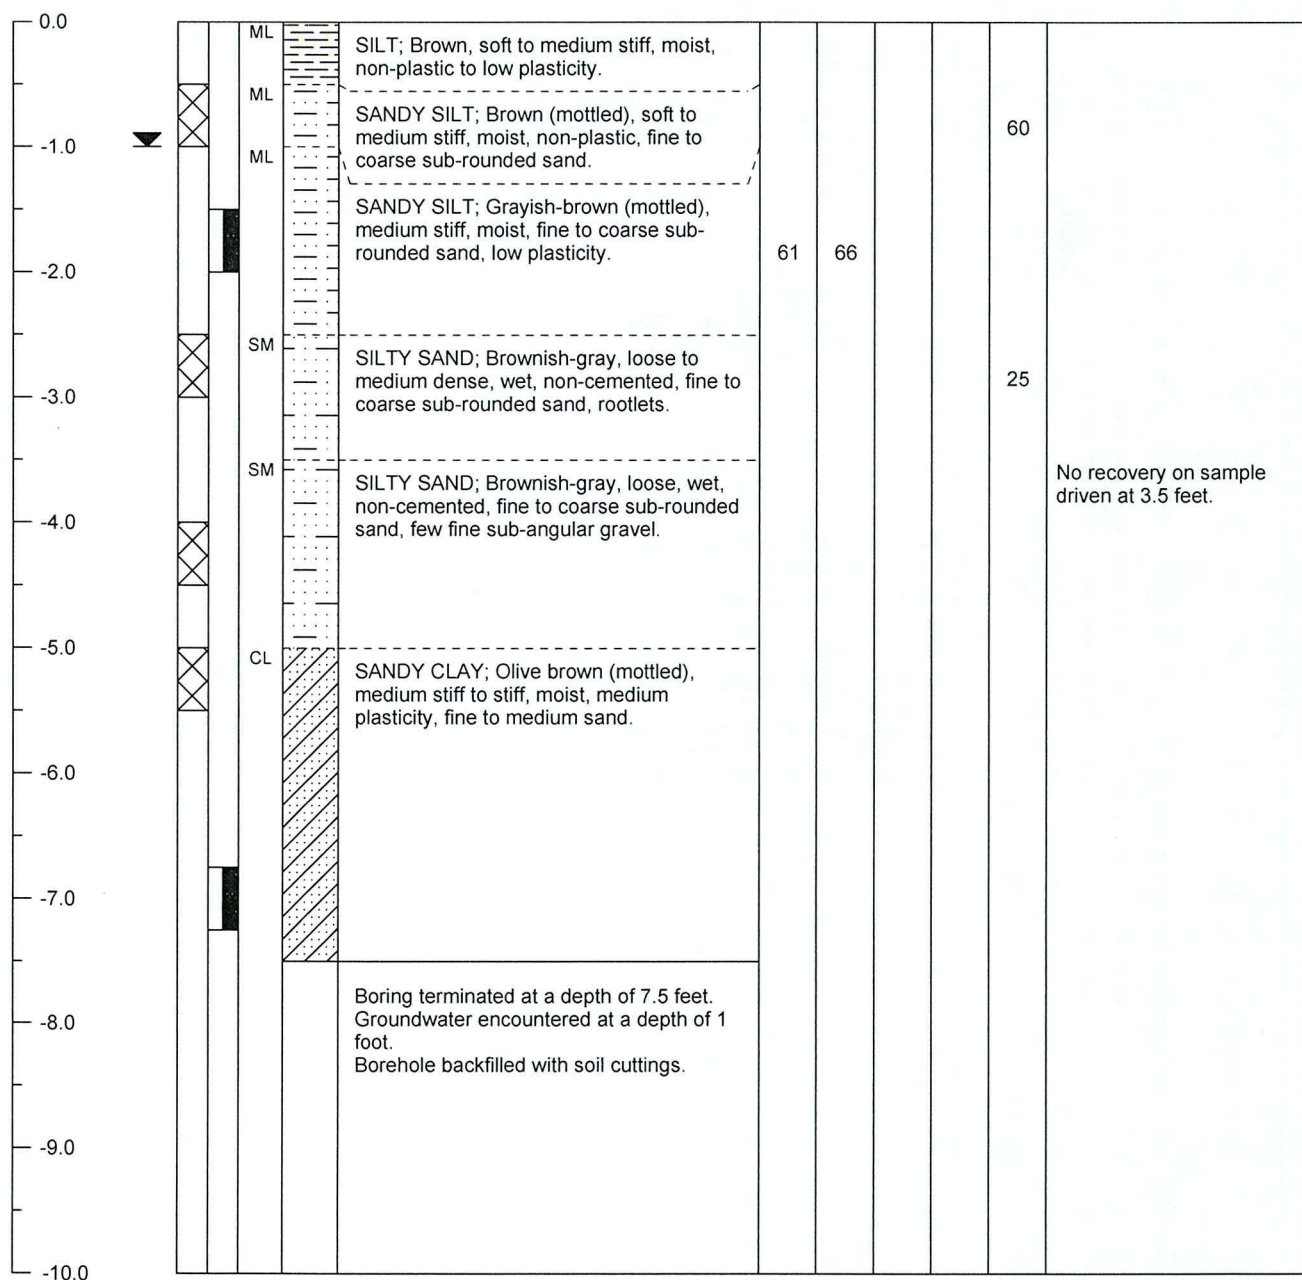 0.0
ML
SILT; Brown, soft to medium stiff, moist,
non-plastic to low plasticity.
ML
SANDY SILT; Brown (mottled), soft to
medium stiff, moist, non-plastic, fine to
coarse sub-rounded sand.
60
-1.0
ML
SANDY SILT; Grayish-brown (mottled),
medium stiff, moist, fine to coarse sub-
rounded sand, low plasticity.
61
66
-2.0
SM
SILTY SAND; Brownish-gray, loose to
medium dense, wet, non-cemented, fine to
coarse sub-rounded sand, rootlets.
25
-3.0
SM
SILTY SAND; Brownish-gray, loose, wet,
non-cemented, fine to coarse sub-rounded
sand, few fine sub-angular gravel.
No recovery on sample
driven at 3.5 feet.
-4.0
-5.0
CL
SANDY CLAY; Olive brown (mottled),
medium stiff to stiff, moist, medium
plasticity, fine to medium sand.
-6.0
-7.0
Boring terminated at a depth of 7.5 feet.
Groundwater encountered at a depth of 1
foot.
Borehole backfilled with soil cuttings.
-8.0
-9.0
-10.0